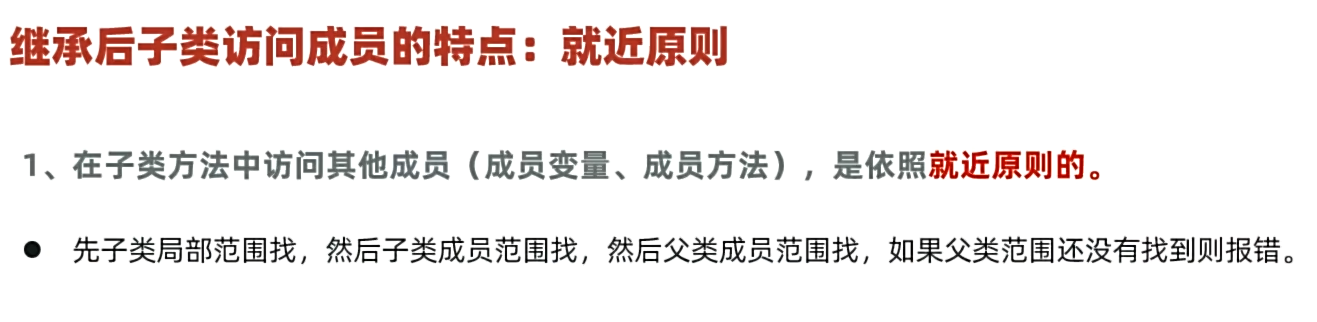 继承后子类访问成员的特点：就近原则
1、在子类方法中访问其他成员（成员变量、成员方法），是依照就近原则的。
● 先子类局部范围找，然后子类成员范围找，然后父类成员范围找，如果父类范围还没有找到则报错。